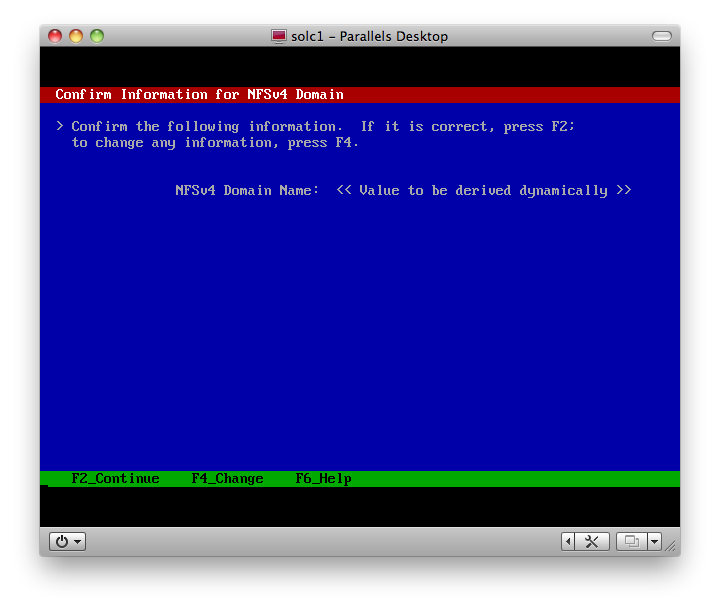 solc1 – Parallels Desktop
Confirm Information for NFSv4 Domain
> Confirm the following information.  If it is correct, press F2;
to change any information, press F4.
NFSv4 Domain Name:  << Value to be derived dynamically >>
F2_Continue    F4_Change    F6_Help